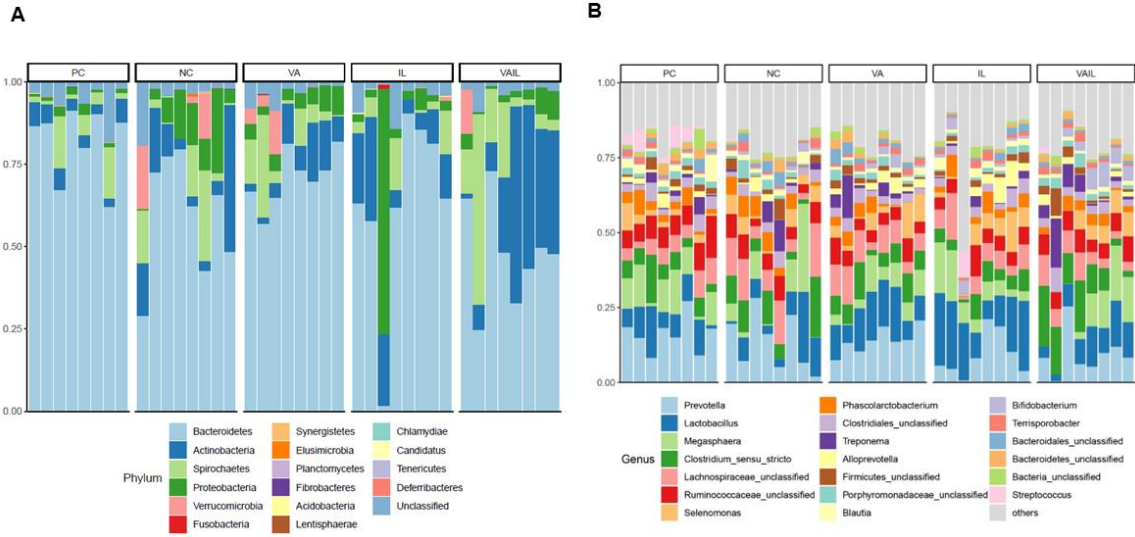 A
B
PC NC VA IL VAIL
1.00
0.75
0.50
0.25
0.00
Phylum
Bacteroidetes
Actinobacteria
Spirochaetes
Proteobacteria
Verrucomicrobia
Fusobacteria
Synergistetes
Elusimicrobia
Planctomycetes
Fibrobacteres
Acidobacteria
Lentisphaerae
Chlamydiae
Candidatus
Tenericutes
Deferribacteres
Unclassified
PC NC VA IL VAIL
1.00
0.75
0.50
0.25
0.00
Genus
Prevotella
Lactobacillus
Megasphaera
Clostridium_sensu_stricto
Lachnospiraceae_unclassified
Ruminococcaceae_unclassified
Selenomonas
Phascolarctobacterium
Clostridiales_unclassified
Treponema
Alloprevotella
Firmicutes_unclassified
Porphyromonadaceae_unclassified
Blautia
Bifidobacterium
Terrisporobacter
Bacteroidales_unclassified
Bacteroidetes_unclassified
Bacteria_unclassified
Streptococcus
others